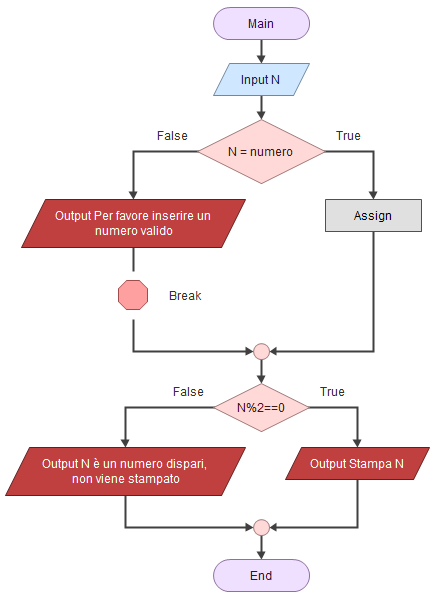 Main
Input N
False
True
N = numero
Output Per favore inserire un
numero valido
Assign
Break
False
True
N%2==0
Output N è un numero dispari,
non viene stampato
Output Stampa N
End